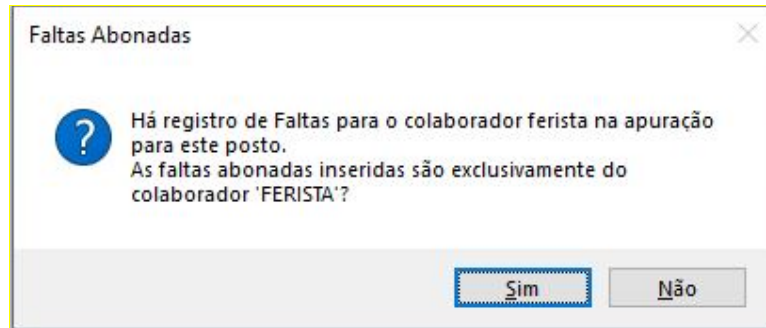 Faltas Abonadas
Há registro de Faltas para o colaborador ferista na apuração
para este posto.
As faltas abonadas inseridas são exclusivamente do
colaborador 'FERISTA'?
Sim
Não